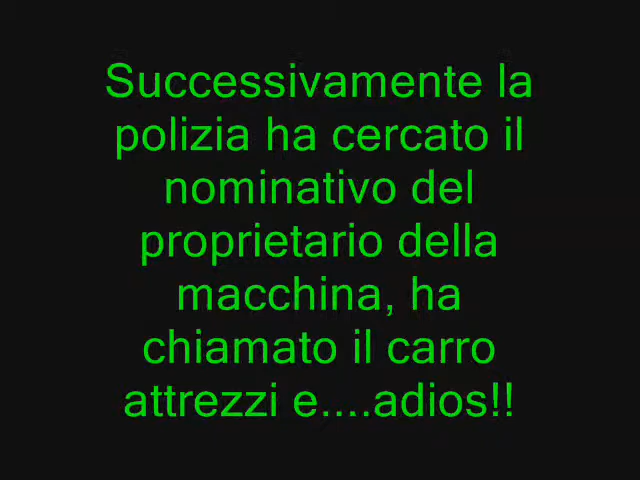 Successivamente la
polizia ha cercato il
nominativo del
proprietario della
macchina, ha
chiamato il carro
attrezzi e....adios!!